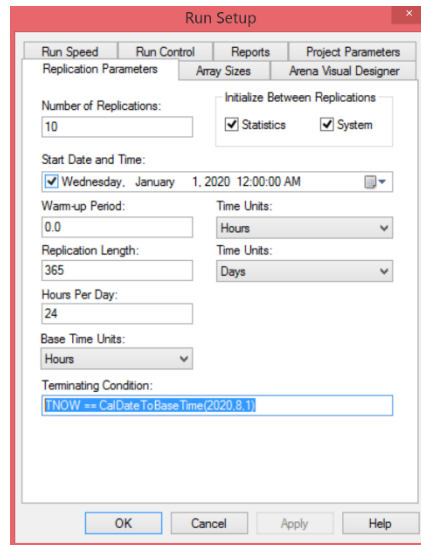 Run Setup
×
Run Speed Run Control Reports Project Parameters
Replication Parameters Array Sizes Arena Visual Designer
Number of Replications:
10
Initialize Between Replications
Statistics System
Start Date and Time:
Wednesday, January 1, 2020 12:00:00 AM
Warm-up Period: Time Units:
0.0 Hours
Replication Length: Time Units:
365 Days
Hours Per Day:
24
Base Time Units:
Hours
Terminating Condition:
TNOW == CalDateToBaseTime(2020,8,1)
OK Cancel Apply Help